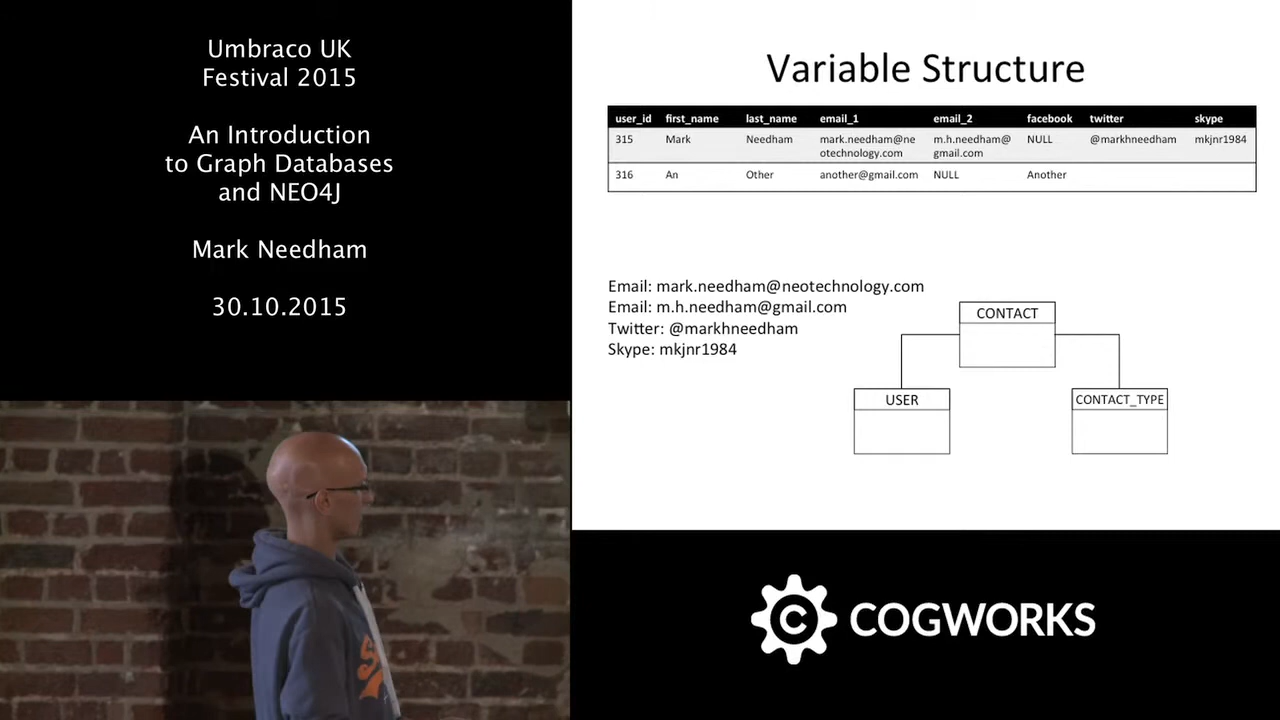 Umbraco UK
Festival 2015
An Introduction
to Graph Databases
and NEO4J
Mark Needham
30.10.2015
Variable Structure
user_id first_name last_name email_1 email_2 facebook twitter skype
315 Mark Needham mark.needham@ne m.h.needham@ NULL @markhneedham mkjnr1984
otechnology.com gmail.com
316 An Other another@gmail.com NULL Another
Email: mark.needham@neotechnology.com
Email: m.h.needham@gmail.com
Twitter: @markhneedham
Skype: mkjnr1984
CONTACT
USER
CONTACT_TYPE
C COGWORKS